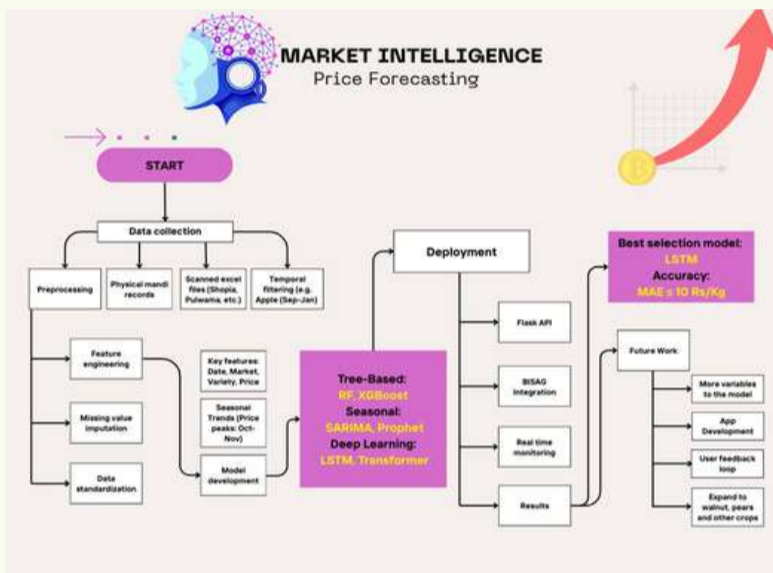 MARKET INTELLIGENCE
Price Forecasting
START
Data collection
Preprocessing
Physical mandi
records
Scanned excel
files (Shopia,
Pulwama, etc.)
Temporal
filtering (e.g.
Apple (Sep-Jan)
Feature
engineering
Missing value
imputation
Data
standardization
Key features:
Date, Market,
Variety, Price
Seasonal
Trends (Price
peaks: Oct-
Nov)
Model
development
Tree-Based:
RF, XGBoost
Seasonal:
SARIMA, Prophet
Deep Learning:
LSTM, Transformer
Deployment
Flask API
BISAG
Integration
Real time
monitoring
Results
Best selection model:
LSTM
Accuracy:
MAE ≤ 10 Rs/Kg
Future Work
More variables
to the model
App
Development
User feedback
loop
Expand to
walnut, pears
and other crops